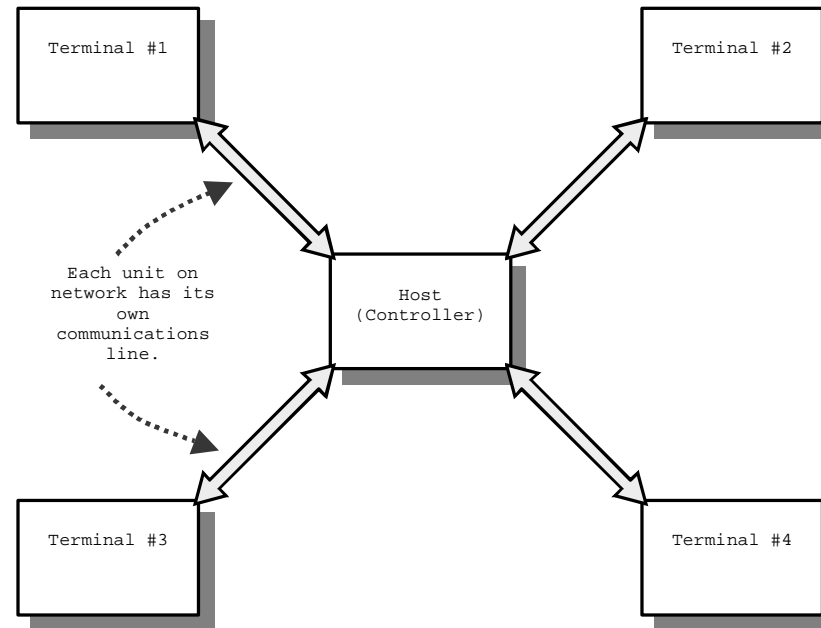 Terminal #1
Terminal #2
Each unit on
network has its
own
communications
line.
Host
(Controller)
Terminal #3
Terminal #4